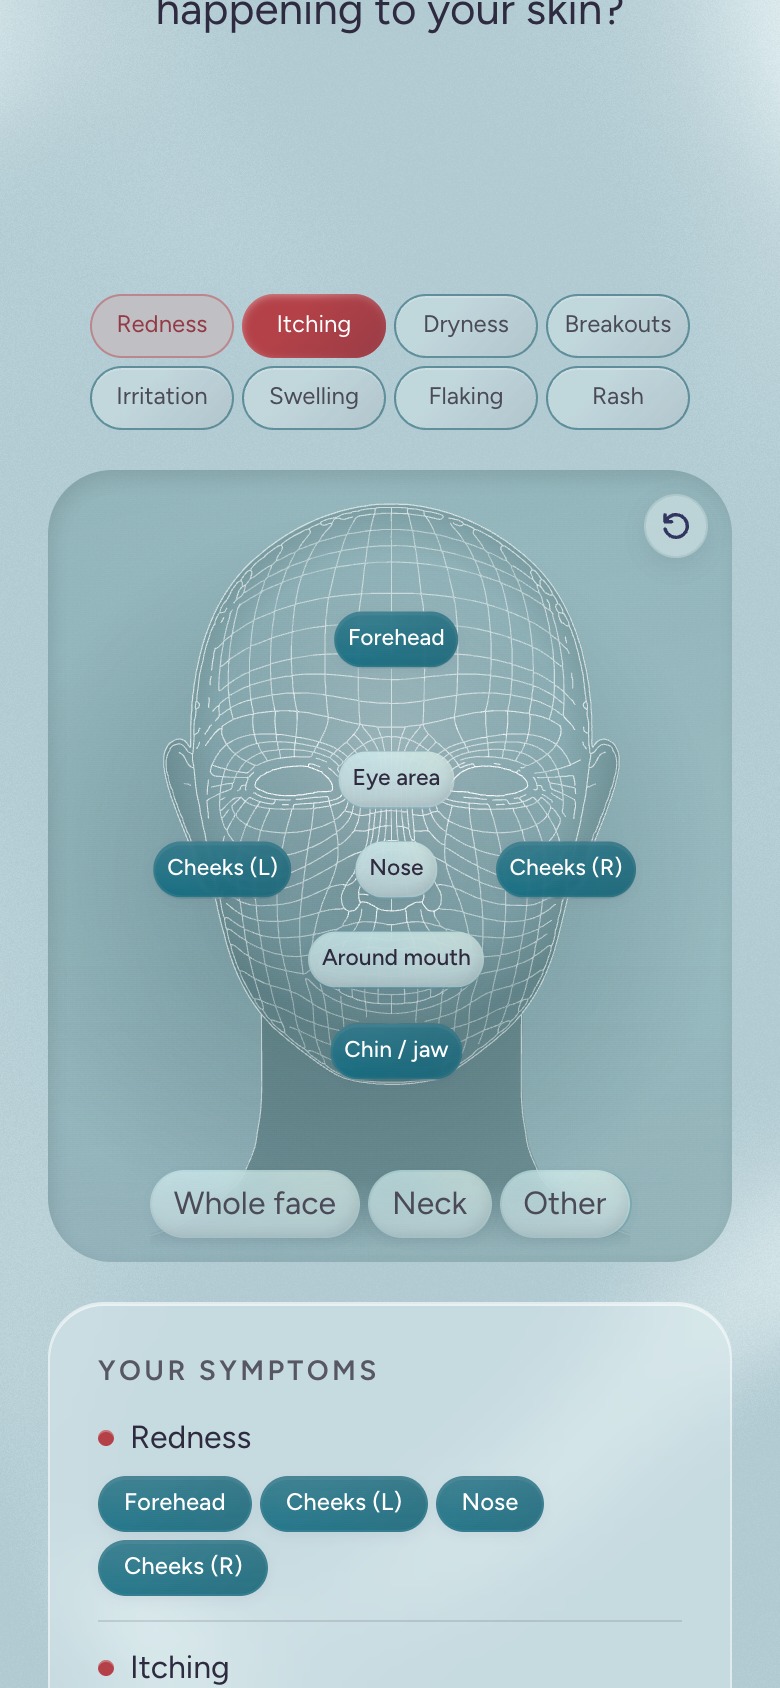 happening to your skin?
Redness Itching Dryness Breakouts
Irritation Swelling Flaking Rash
Forehead
Eye area
Cheeks (L) Nose Cheeks (R)
Around mouth
Chin / jaw
Whole face Neck Other
YOUR SYMPTOMS
Redness
Forehead Cheeks (L) Nose
Cheeks (R)
Itching